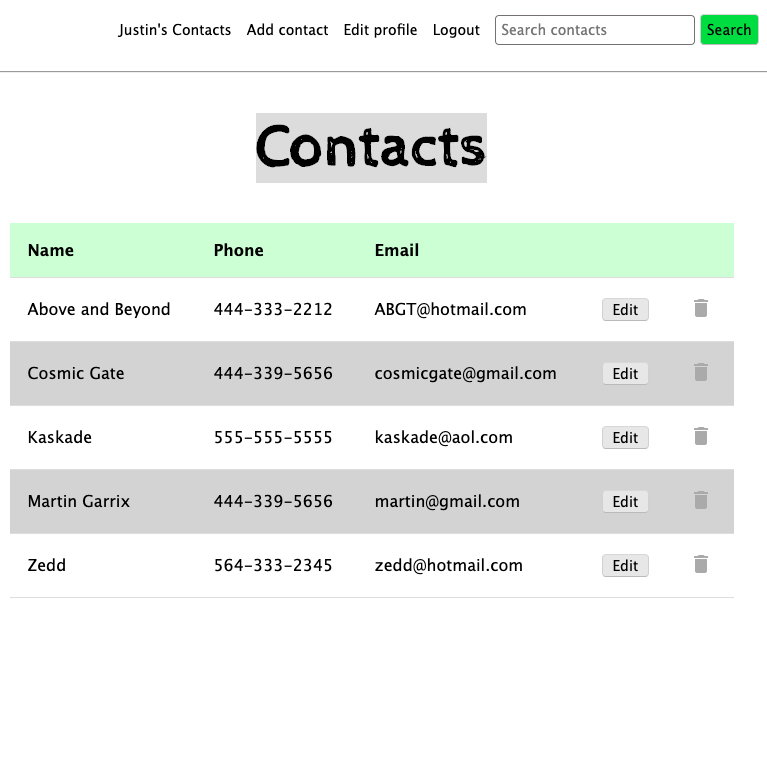 Justin's Contacts Add contact Edit profile Logout Search contacts Search
Contacts
Name Phone Email
Above and Beyond 444-333-2212 ABGT@hotmail.com Edit
Cosmic Gate 444-339-5656 cosmicgate@gmail.com Edit
Kaskade 555-555-5555 kaskade@aol.com Edit
Martin Garrix 444-339-5656 martin@gmail.com Edit
Zedd 564-333-2345 zedd@hotmail.com Edit